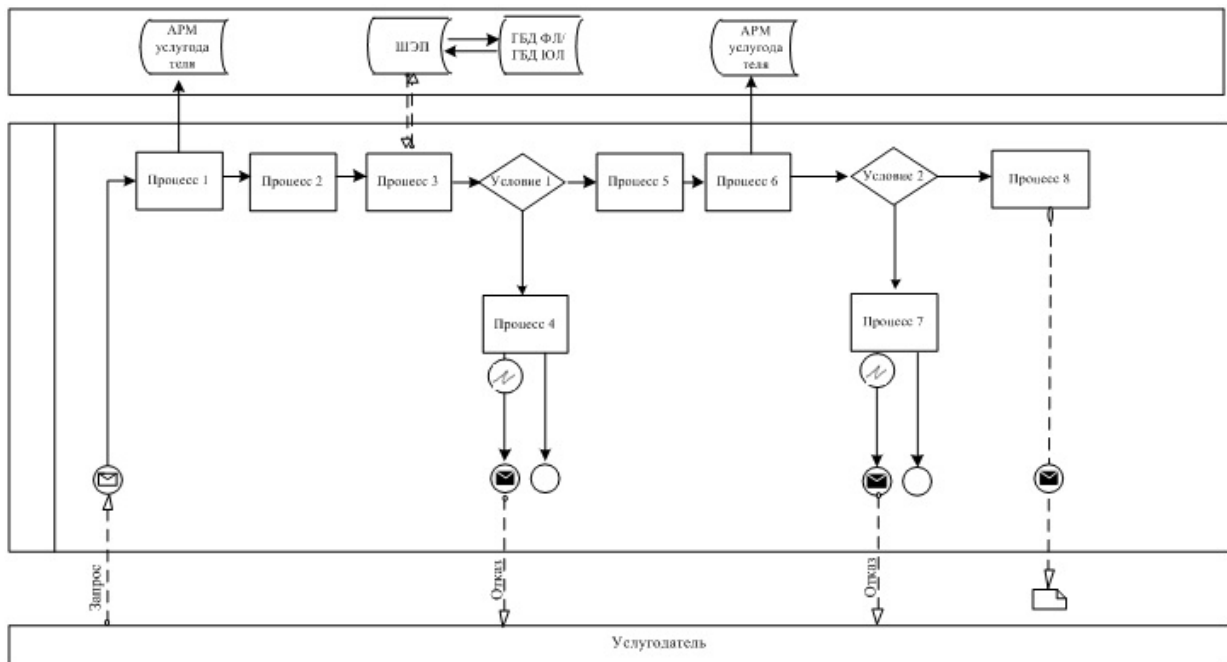 АРМ
услугода
теля
ШЭП
ГБД ФЛ/
ГБД ЮЛ
АРМ
услугода
теля
Процесс 1
Процесс 2
Процесс 3
Условие 1
Процесс 5
Процесс 6
Условие 2
Процесс 8
Процесс 4
Процесс 7
Запрос
Отказ
Отказ
Услугодатель